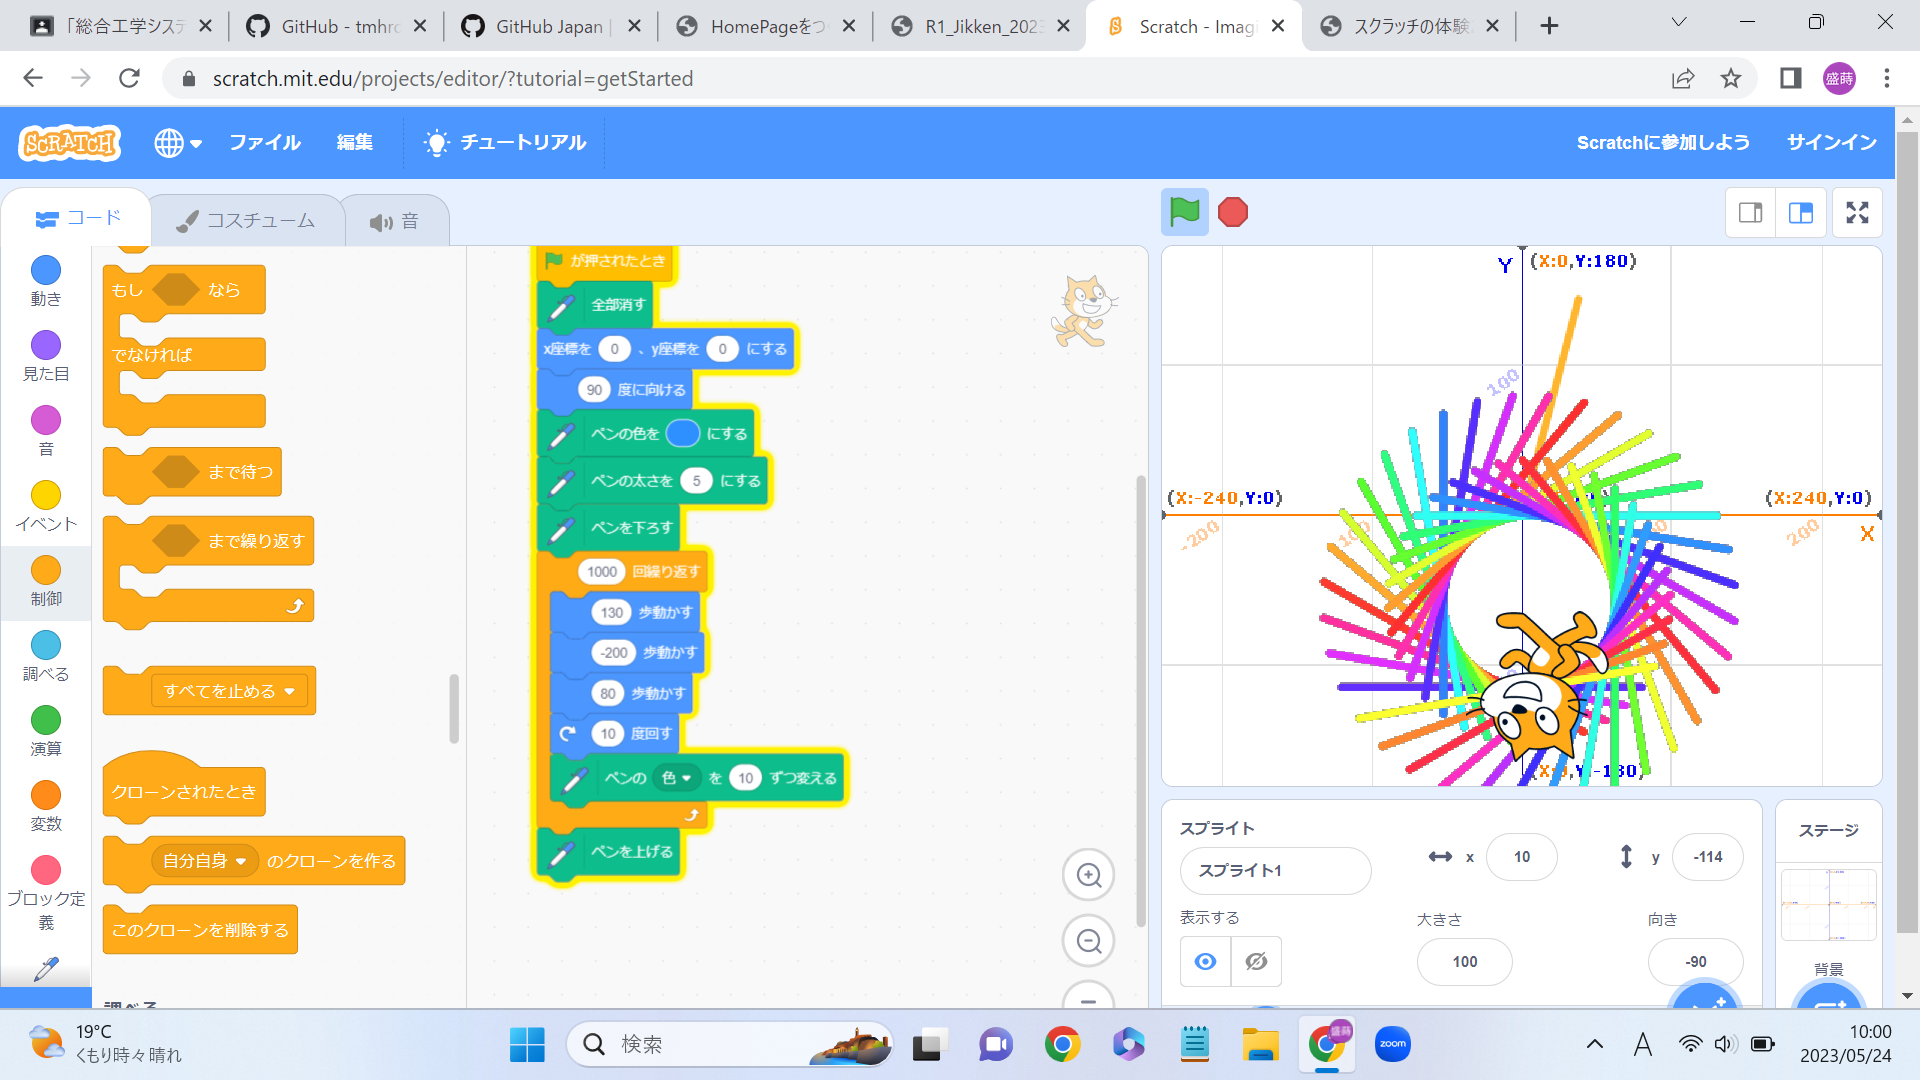 「総合工学システ
GitHub - tmhro
GitHub Japan |
HomePageをつ
R1_Jikken_2023
Scratch - Imag
スクラッチの体験
scratch.mit.edu/projects/editor/?tutorial=getStarted
盛蒔
SCRATCH
ファイル
編集
チュートリアル
Scratchに参加しよう
サインイン
コード
コスチューム
音
動き
見た目
音
イベント
制御
調べる
演算
変数
ブロック定
義
もし なら
でなければ
まで待つ
まで繰り返す
すべてを止める
クローンされたとき
自分自身 のクローンを作る
このクローンを削除する
調べる
が押されたとき
全部消す
x座標を 0 、y座標を 0 にする
90 度に向ける
ペンの色を にする
ペンの太さを 5 にする
ペンを下ろす
1000 回繰り返す
130 歩動かす
-200 歩動かす
80 歩動かす
10 度回す
ペンの 色 を 10 ずつ変える
ペンを上げる
Y (X:0,Y:180)
100
(X:-240,Y:0)
(X:240,Y:0)
-200
200
X
スプライト
スプライト1
x 10
y -114
表示する
大きさ
100
向き
-90
ステージ
背景
19°C
くもり時々晴れ
検索
盛蒔
zoom
A
10:00
2023/05/24